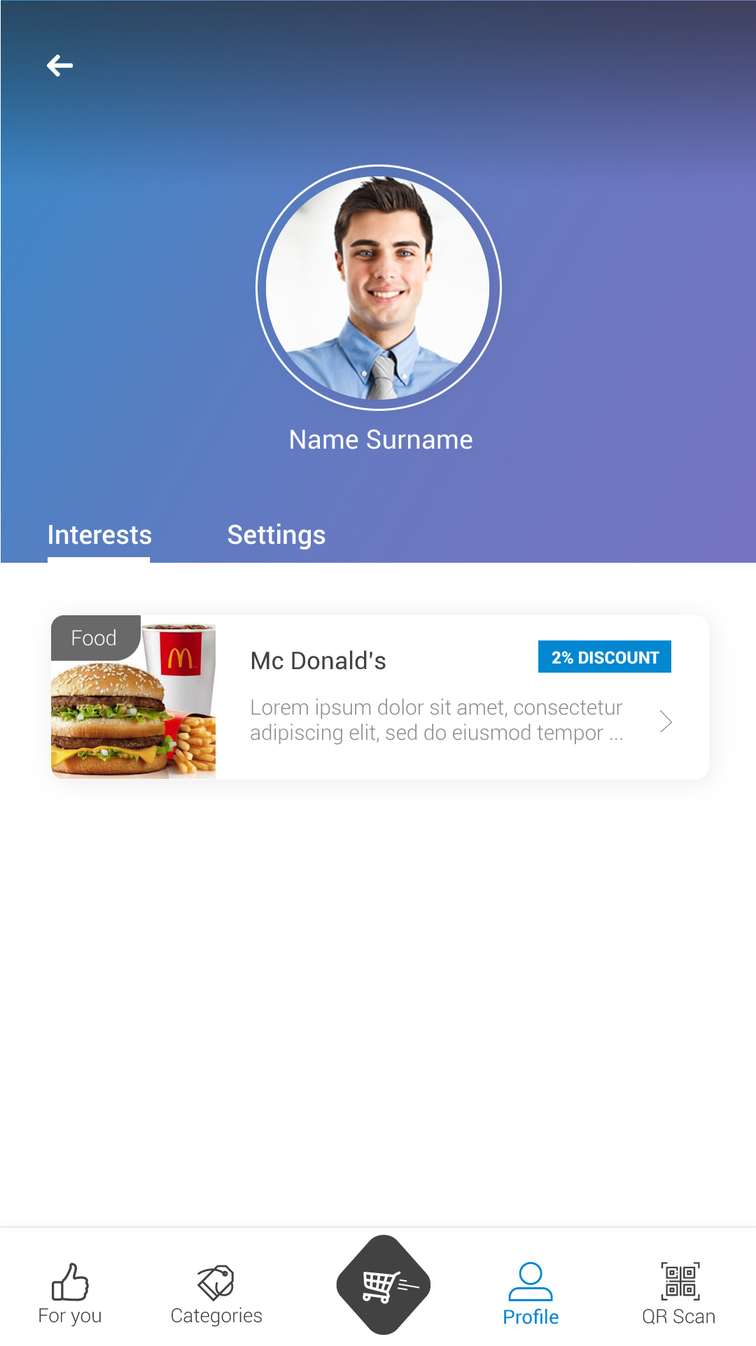 Name Surname
Interests
Settings
Food
Mc Donald's
2% DISCOUNT
Lorem ipsum dolor sit amet, consectetur
adipiscing elit, sed do eiusmod tempor ...
For you
Categories
Profile
QR Scan